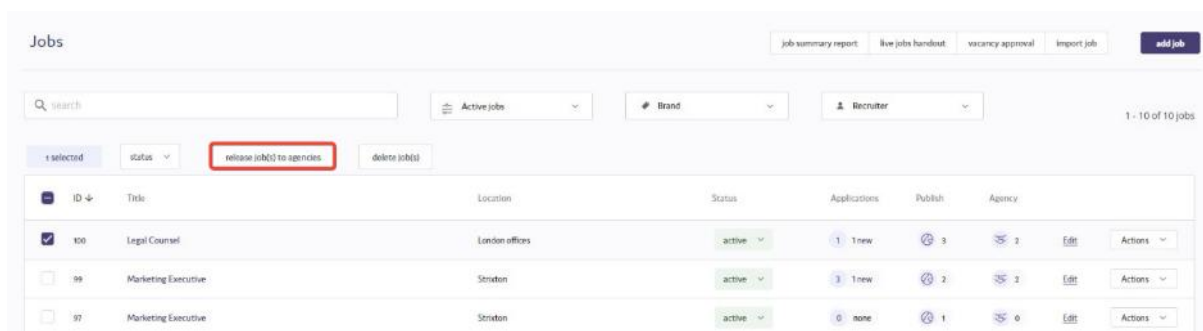 Jobs
job summary report live jobs handout vacancy approval import job add job
search Active jobs Brand Recruiter
1 - 10 of 10 jobs
1 selected status release job(s) to agencies delete job(s)
ID Title Location Status Applications Publish Agency
100 Legal Counsel London offices active 1 1 new 3 2 Edit Actions
99 Marketing Executive Strixton active 3 1 new 2 2 Edit Actions
97 Marketing Executive Strixton active 0 none 1 0 Edit Actions